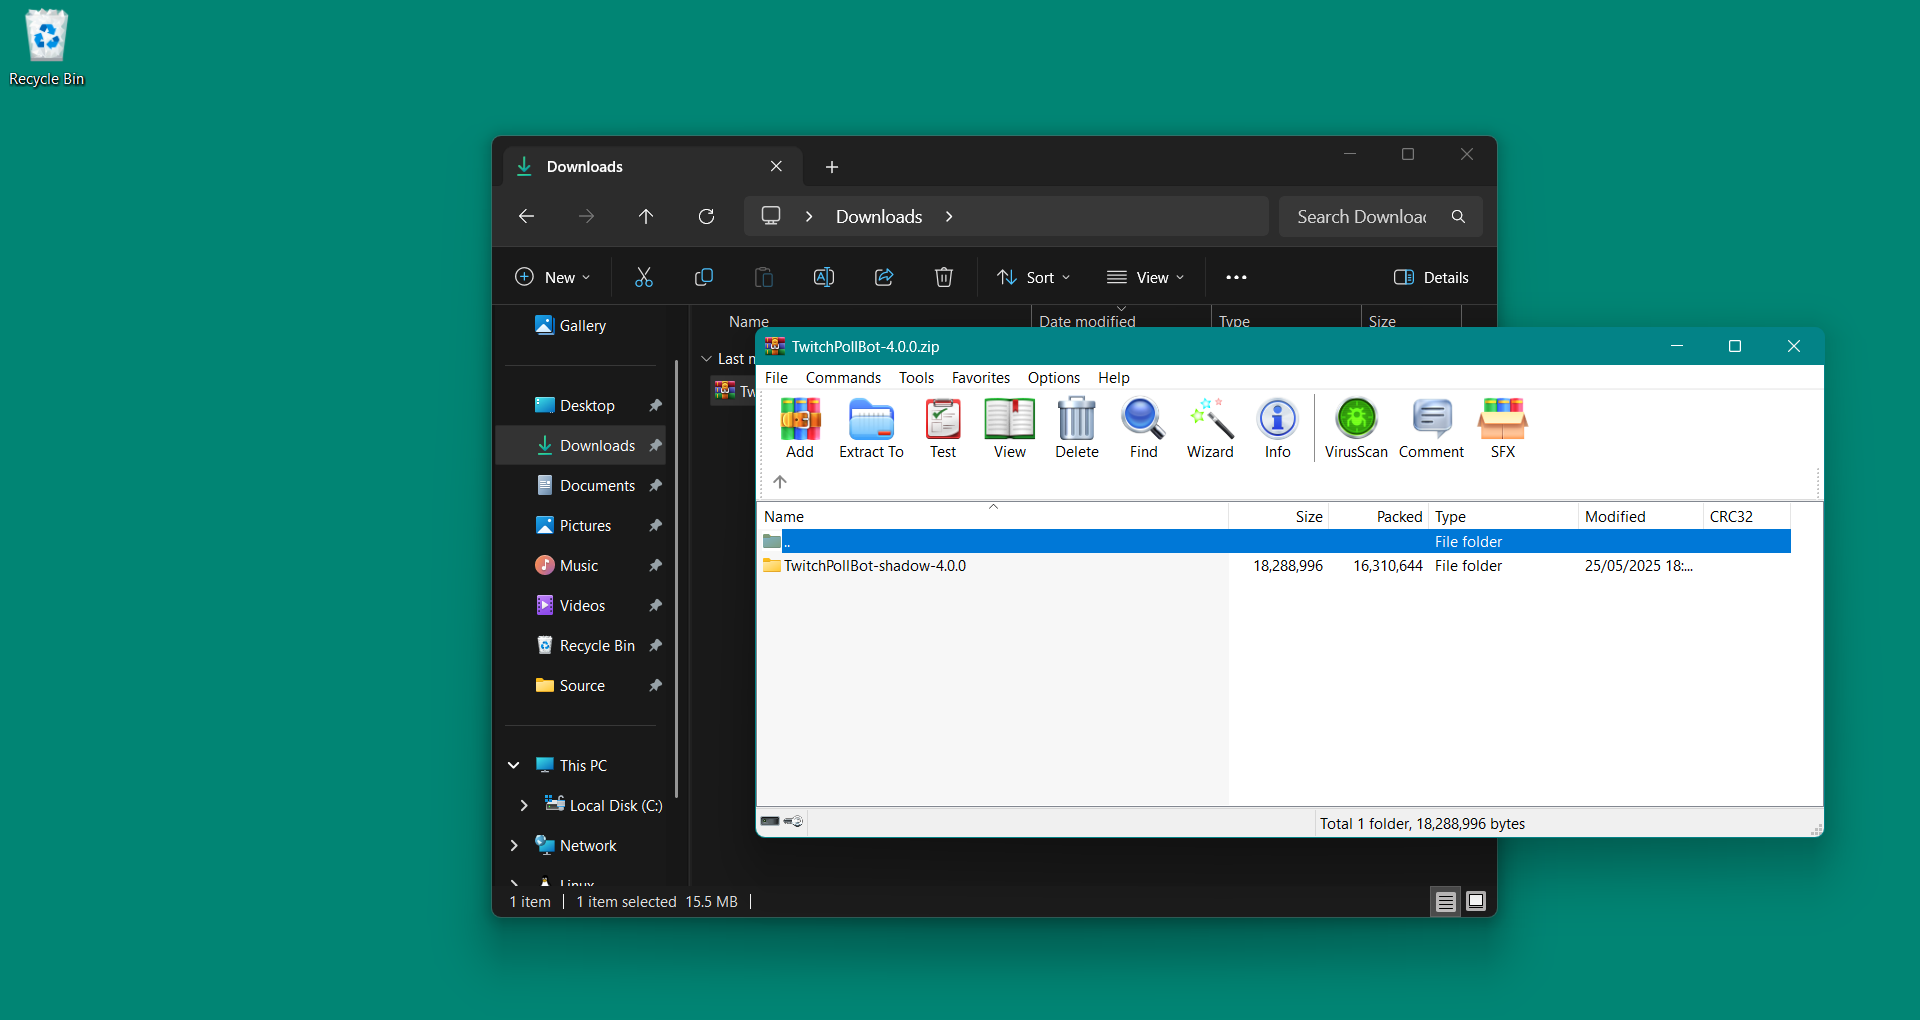 Recycle Bin
Downloads
Downloads
Search Downloa
New
Sort
View
Details
Gallery
Desktop
Downloads
Documents
Pictures
Music
Videos
Recycle Bin
Source
This PC
Local Disk (C:)
Network
Linux
Name
Date modified
Type
Size
Last
Tw
1 item
1 item selected 15.5 MB
TwitchPollBot-4.0.0.zip
File Commands Tools Favorites Options Help
Add Extract To Test View Delete Find Wizard Info VirusScan Comment SFX
Name Size Packed Type Modified CRC32
.. File folder
TwitchPollBot-shadow-4.0.0 18,288,996 16,310,644 File folder 25/05/2025 18:...
Total 1 folder, 18,288,996 bytes